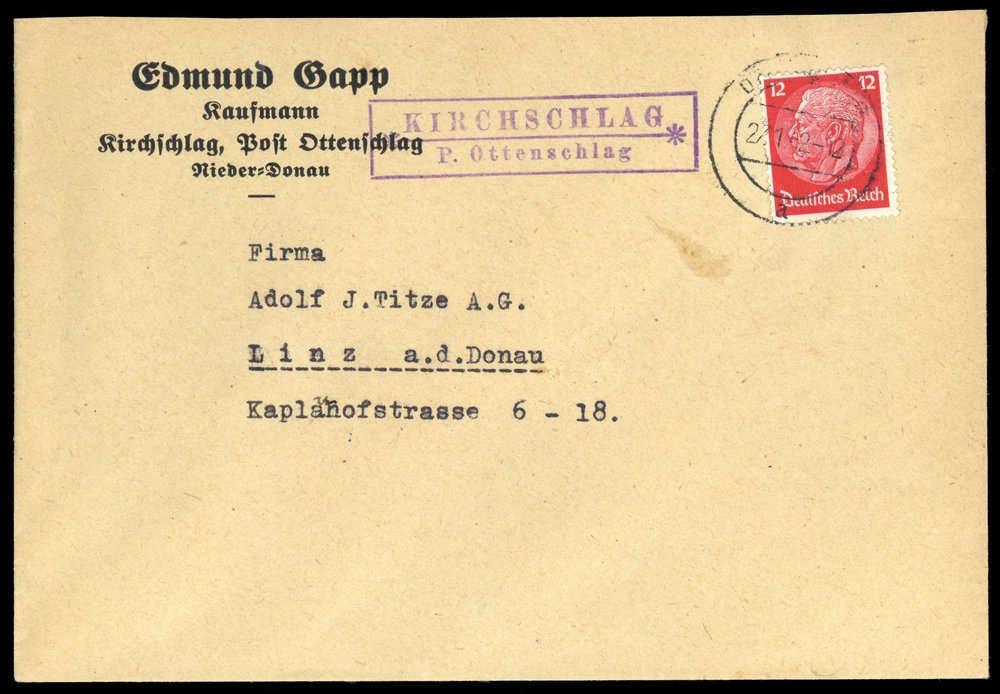 Edmund Gapp
Kaufmann
Kirchschlag, Post Ottenschlag
Nieder-Donau
KIRCHSCHLAG
P. Ottenschlag *
12 12
Deutsches Reich
a
Firma
Adolf J.Titze A.G.
Linz a.d.Donau
Kaplahofstrasse 6 - 18.